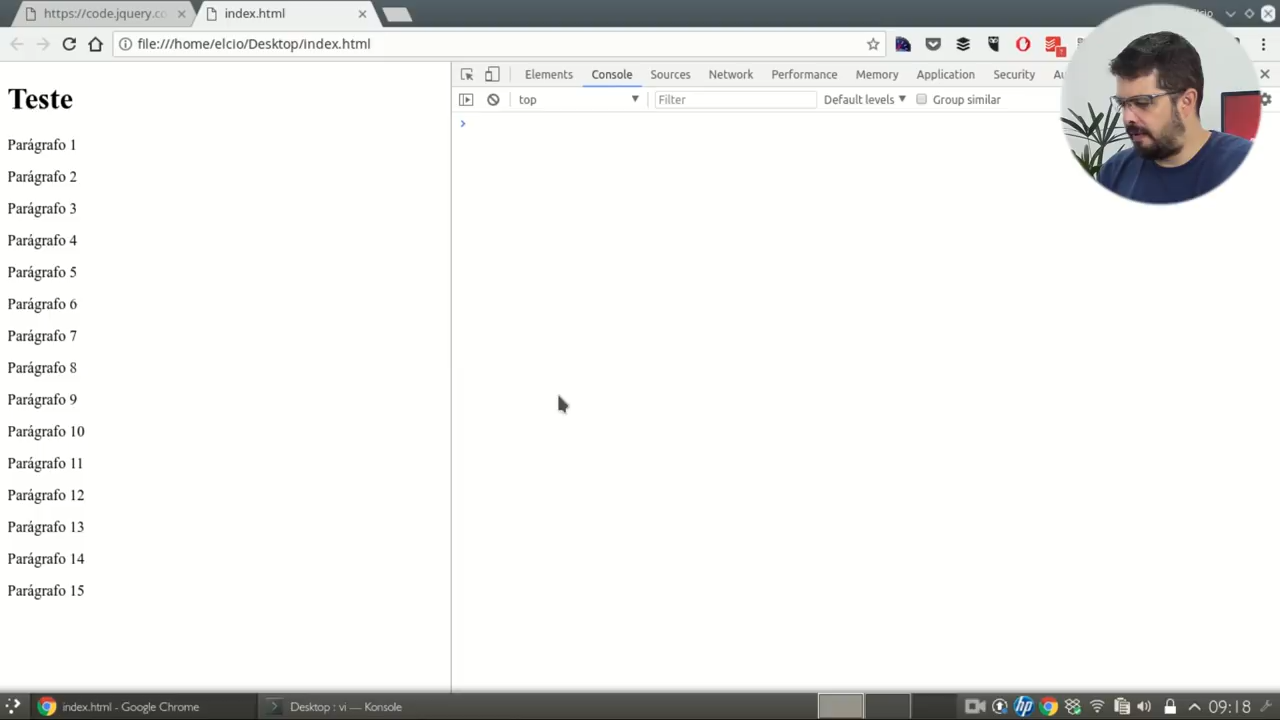 https://code.jquery.co
index.html
lcio
file:///home/elcio/Desktop/index.html
Elements
Console
Sources
Network
Performance
Memory
Application
Security
Au
top
Filter
Default levels
Group similar
Teste
Parágrafo 1
Parágrafo 2
Parágrafo 3
Parágrafo 4
Parágrafo 5
Parágrafo 6
Parágrafo 7
Parágrafo 8
Parágrafo 9
Parágrafo 10
Parágrafo 11
Parágrafo 12
Parágrafo 13
Parágrafo 14
Parágrafo 15
index.html - Google Chrome
Desktop : vi — Konsole
hp
09:18